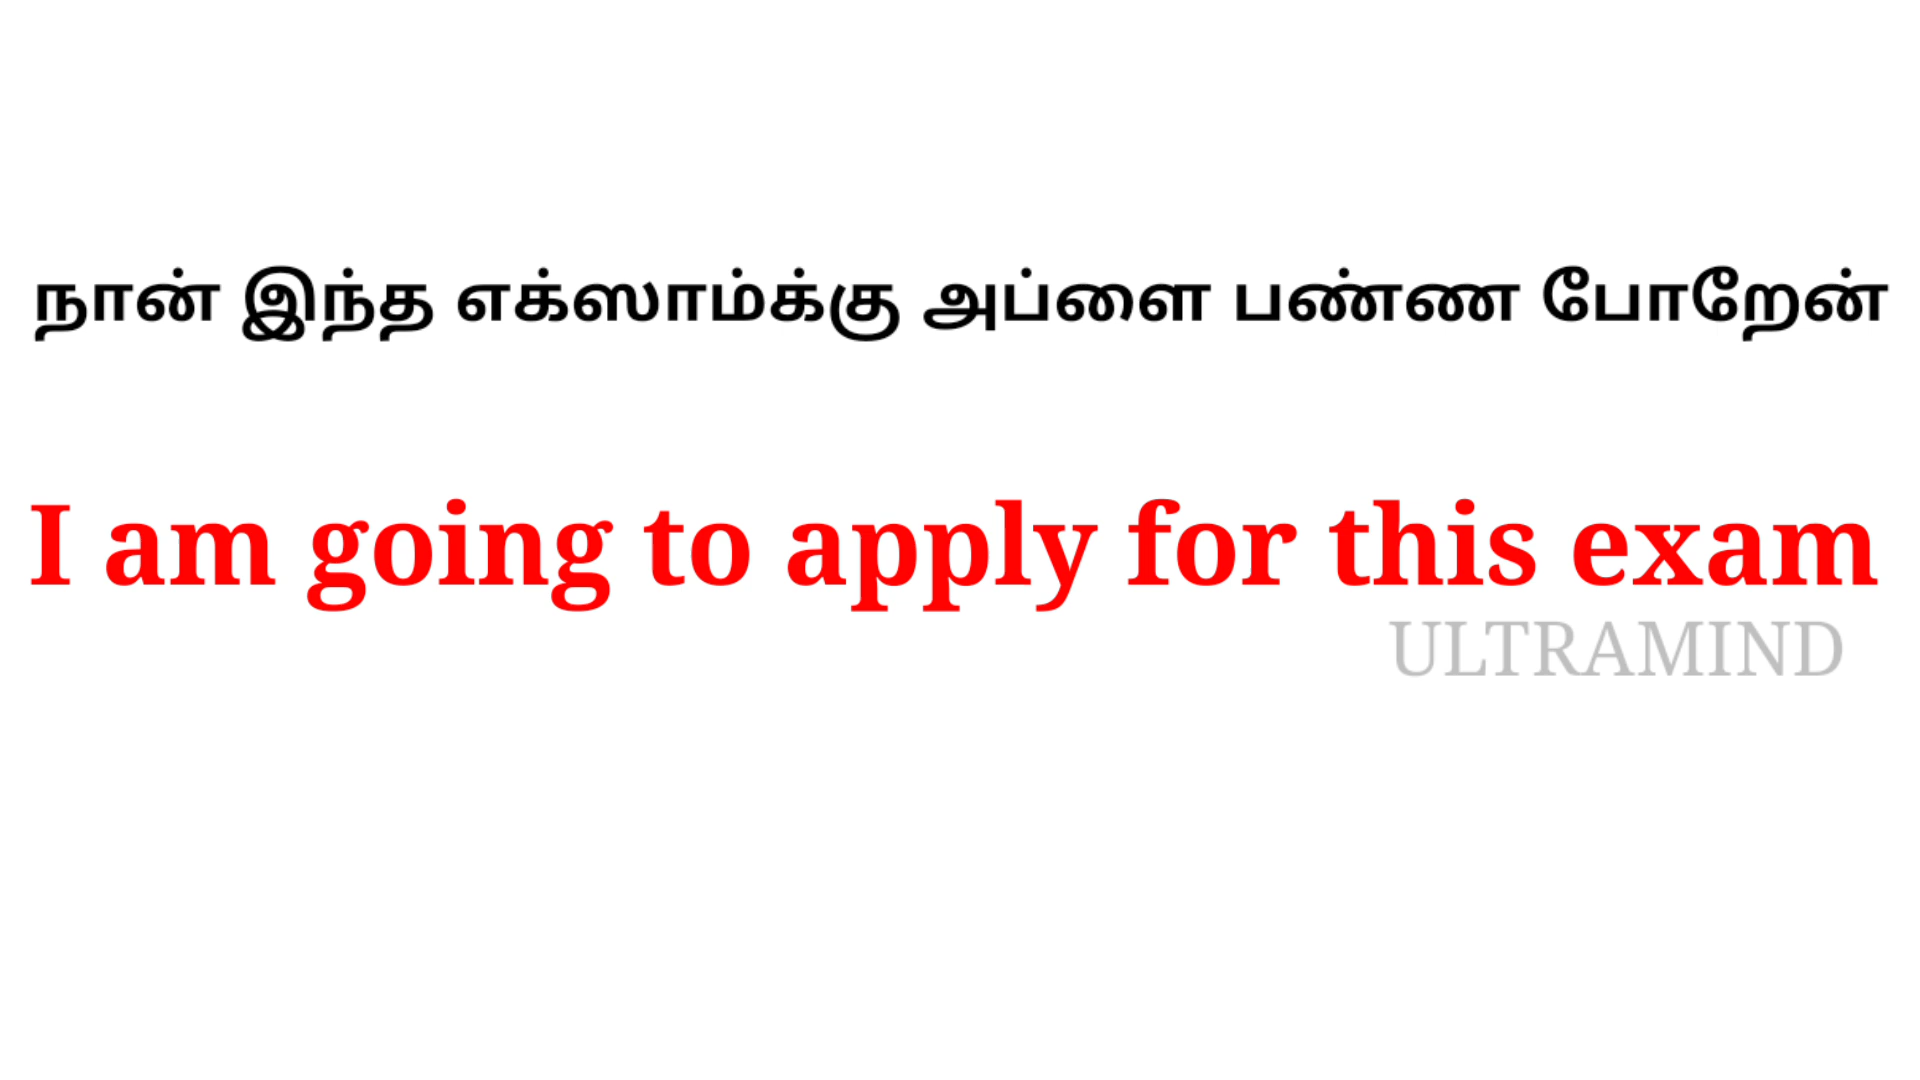 நான் இந்த எக்ஸாம்க்கு அப்ளை பண்ண போறேன்
I am going to apply for this exam
ULTRAMIND